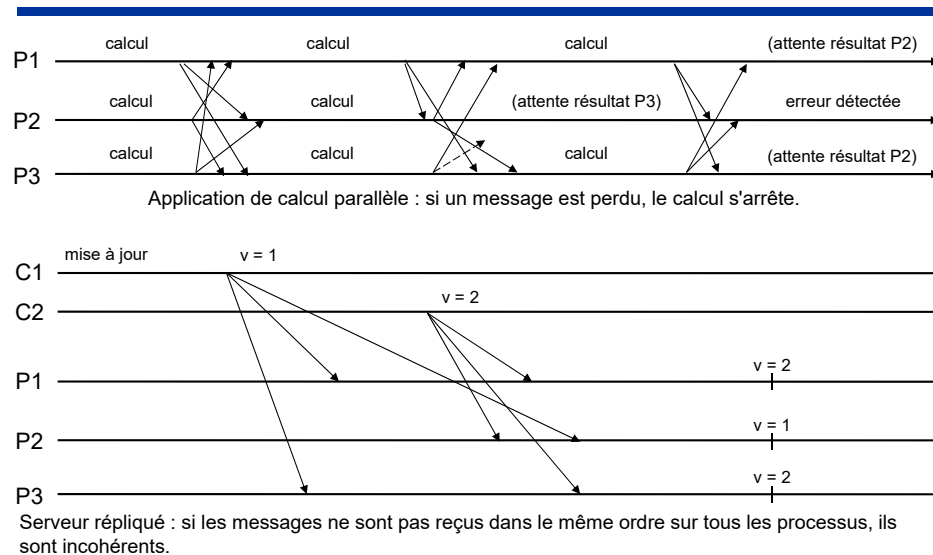 calcul calcul calcul (attente résultat P2)
P1
calcul calcul (attente résultat P3) erreur détectée
P2
calcul calcul calcul (attente résultat P2)
P3
Application de calcul parallèle : si un message est perdu, le calcul s'arrête.
mise à jour v = 1
C1
v = 2
C2
v = 2
P1
v = 1
P2
v = 2
P3
Serveur répliqué : si les messages ne sont pas reçus dans le même ordre sur tous les processus, ils
sont incohérents.